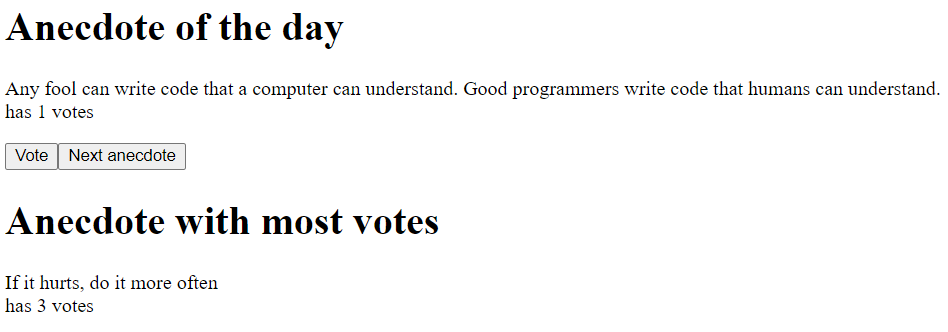 Anecdote of the day
Any fool can write code that a computer can understand. Good programmers write code that humans can understand.
has 1 votes
Vote Next anecdote
Anecdote with most votes
If it hurts, do it more often
has 3 votes